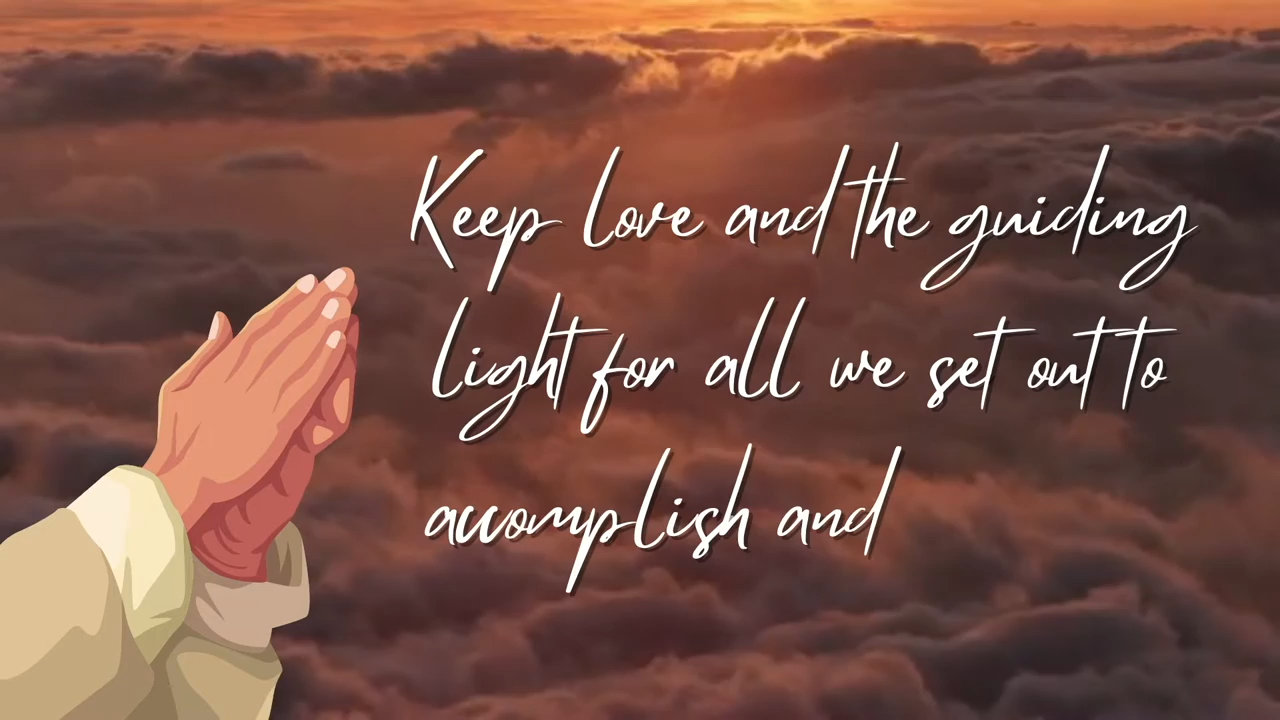 Keep love and the guiding
light for all we set out to
accomplish and